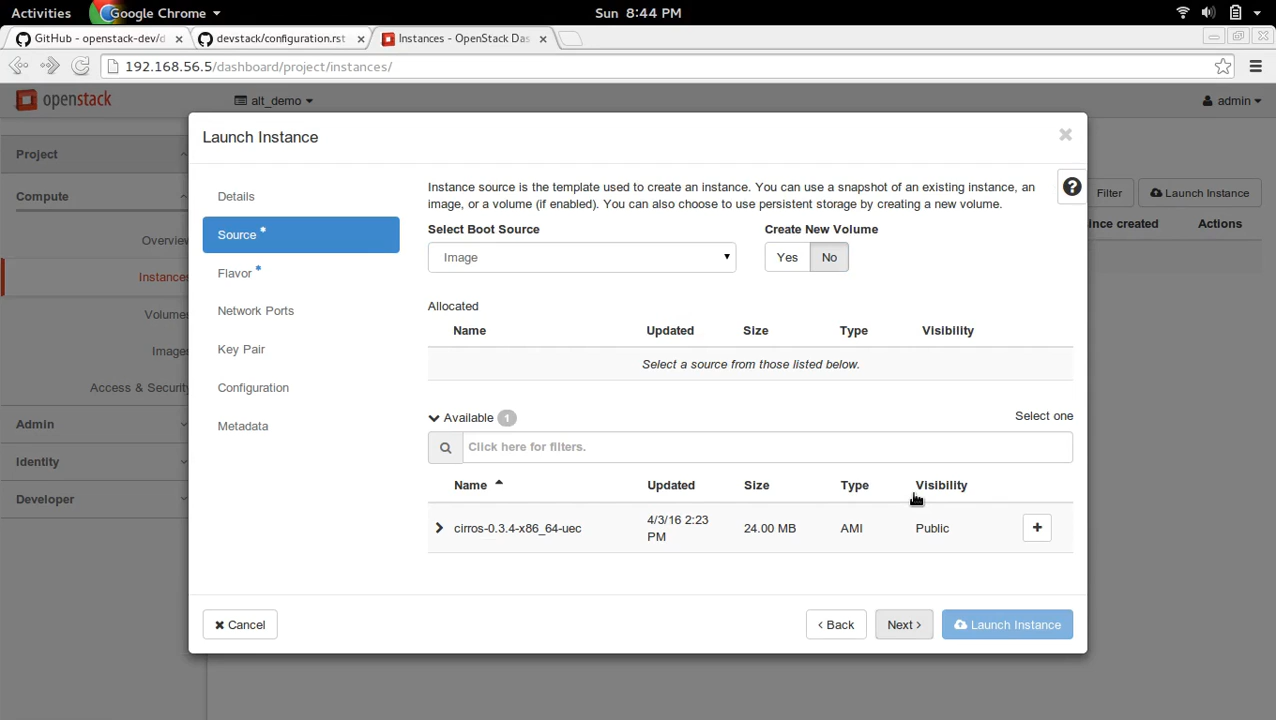 Activities Google Chrome Sun 8:44 PM
GitHub - openstack-dev/d × devstack/configuration.rst × Instances - OpenStack Das ×
192.168.56.5/dashboard/project/instances/
openstack alt_demo admin
Launch Instance ×
Project
Compute
Overview
Instances
Volume
Image
Access & Security
Admin
Identity
Developer
Filter Launch Instance
ince created Actions
Details
Source *
Flavor *
Network Ports
Key Pair
Configuration
Metadata
?
Instance source is the template used to create an instance. You can use a snapshot of an existing instance, an
image, or a volume (if enabled). You can also choose to use persistent storage by creating a new volume.
Select Boot Source Create New Volume
Image Yes No
Allocated
Name Updated Size Type Visibility
Select a source from those listed below.
Available 1 Select one
Click here for filters.
Name Updated Size Type Visibility
cirros-0.3.4-x86_64-uec 4/3/16 2:23 PM 24.00 MB AMI Public +
× Cancel < Back Next > Launch Instance